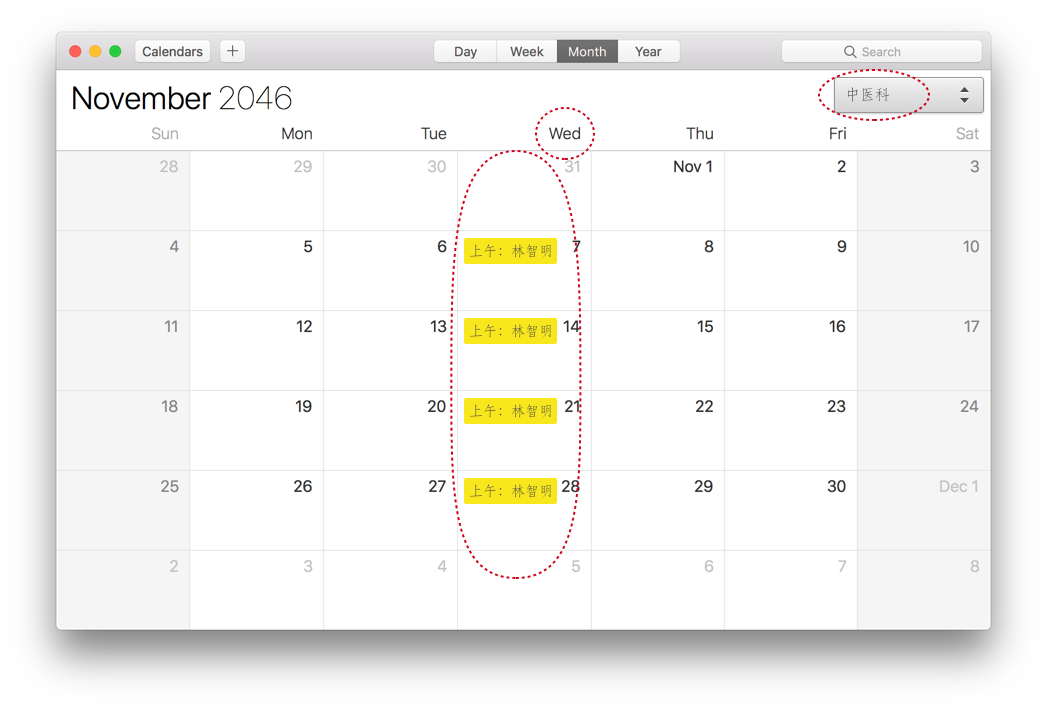 Calendars + Day Week Month Year Search
November 2046 中医科
Sun Mon Tue Wed Thu Fri Sat
28 29 30 31 Nov 1 2 3
4 5 6 上午：林智明 7 8 9 10
11 12 13 上午：林智明 14 15 16 17
18 19 20 上午：林智明 21 22 23 24
25 26 27 上午：林智明 28 29 30 Dec 1
2 3 4 5 6 7 8